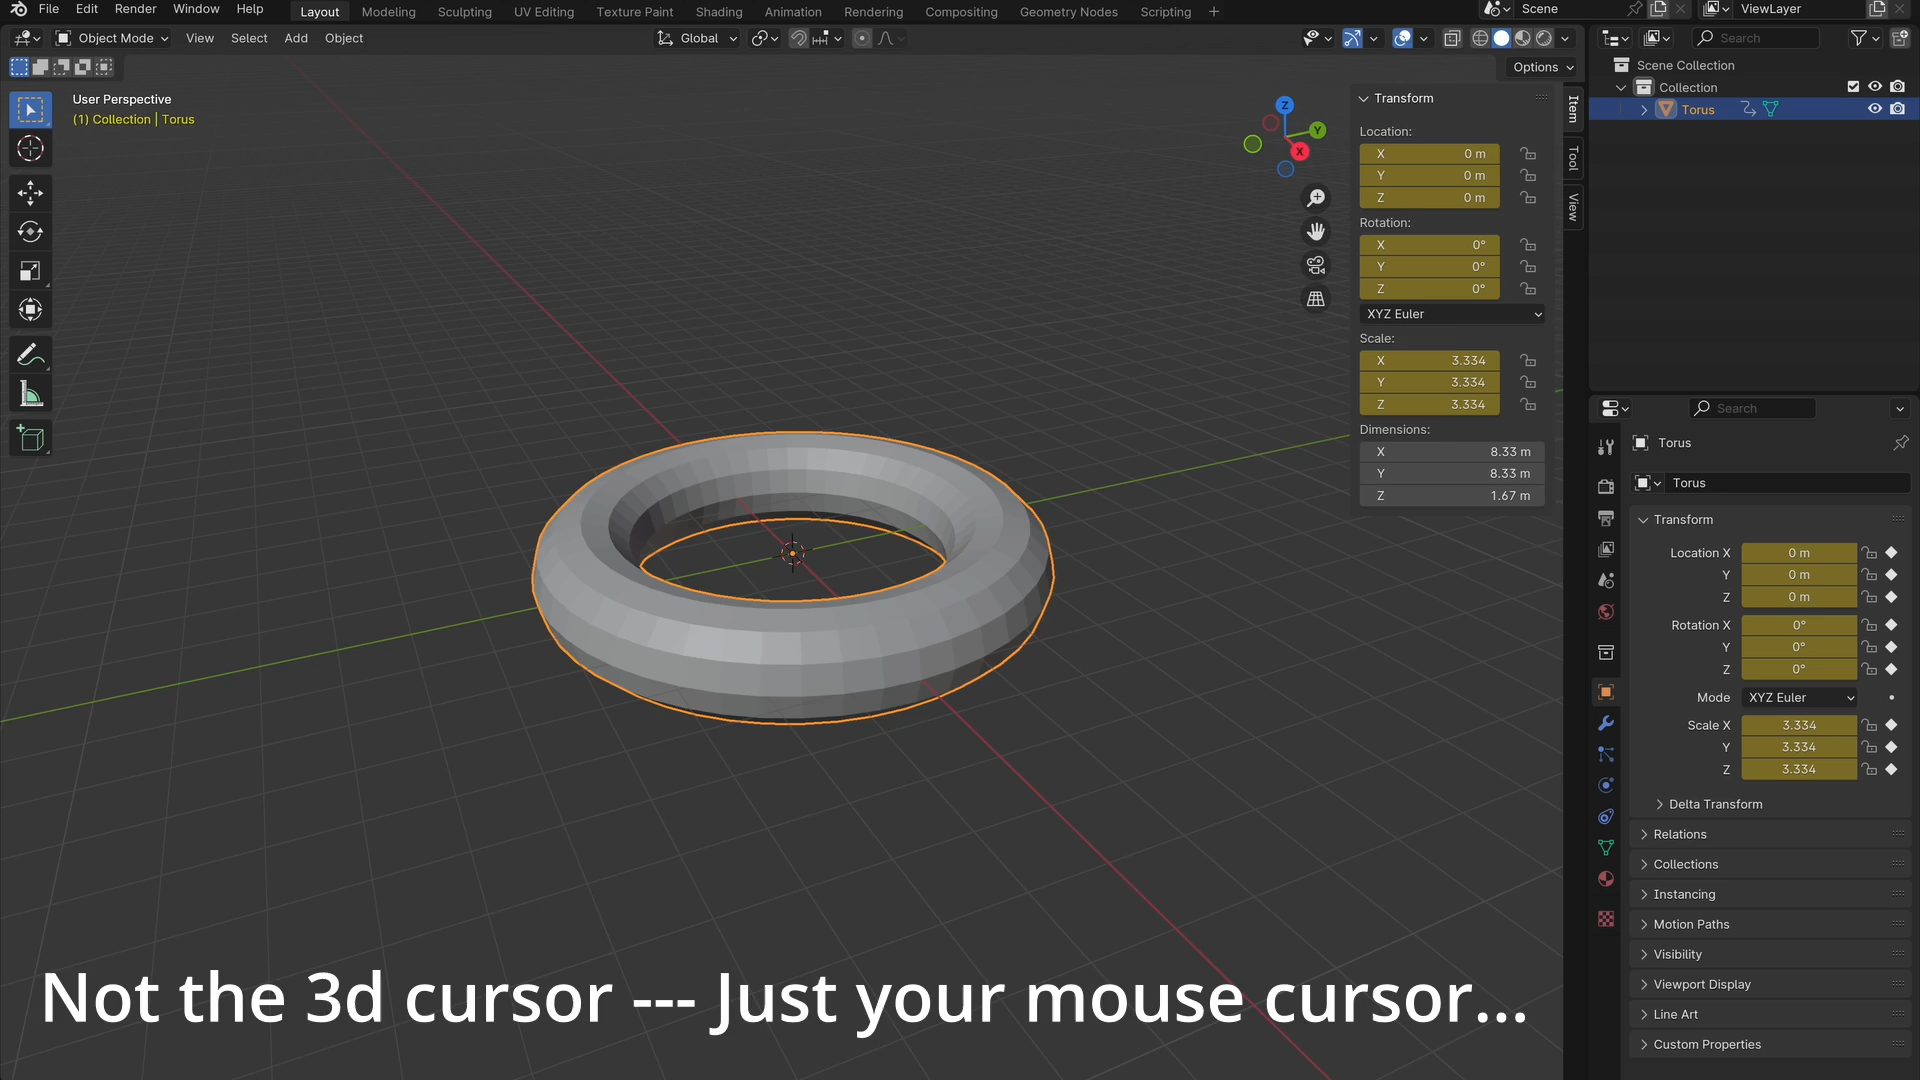 File Edit Render Window Help Layout Modeling Sculpting UV Editing Texture Paint Shading Animation Rendering Compositing Geometry Nodes Scripting + Scene ViewLayer
Object Mode View Select Add Object Global Search
Options
User Perspective
(1) Collection | Torus
Z
Y
X
Transform
Location:
X 0 m
Y 0 m
Z 0 m
Rotation:
X 0°
Y 0°
Z 0°
XYZ Euler
Scale:
X 3.334
Y 3.334
Z 3.334
Dimensions:
X 8.33 m
Y 8.33 m
Z 1.67 m
Item
Tool
View
Scene Collection
Collection
Torus
Search
Torus
Torus
Transform
Location X 0 m
Y 0 m
Z 0 m
Rotation X 0°
Y 0°
Z 0°
Mode XYZ Euler
Scale X 3.334
Y 3.334
Z 3.334
Delta Transform
Relations
Collections
Instancing
Motion Paths
Visibility
Viewport Display
Line Art
Custom Properties
Not the 3d cursor --- Just your mouse cursor...